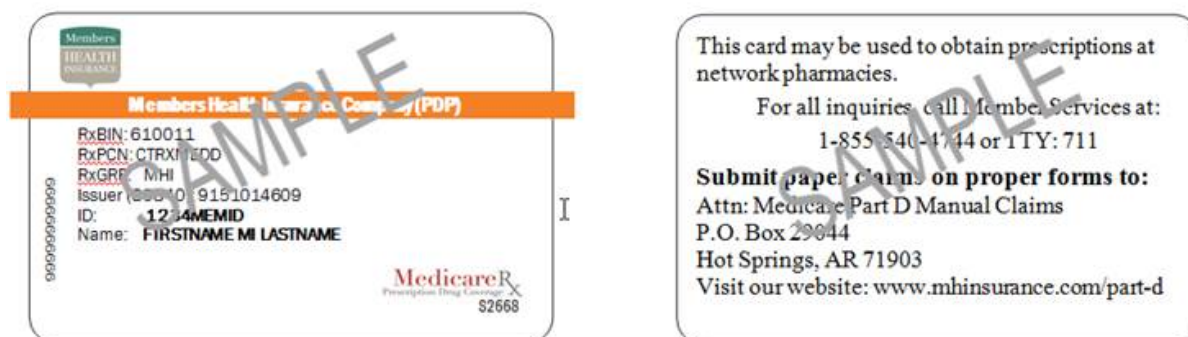 Members
HEALTH
INSURANCE
Members Health Insurance Company (PDP)
RxBIN: 610011
RxPCN: CTRXMEDD
RxGRP: MHI
Issuer 9151014609
ID: 1234MEMID
Name: FIRSTNAME MI LASTNAME
9999999999999
SAMPLE
MedicareRx
Prescription Drug Coverage
S2668
This card may be used to obtain prescriptions at
network pharmacies.
For all inquiries, call Member Services at:
1-855-540-4744 or TTY: 711
Submit paper claims on proper forms to:
Attn: Medicare Part D Manual Claims
P.O. Box 29044
Hot Springs, AR 71903
Visit our website: www.mhinsurance.com/part-d
SAMPLE